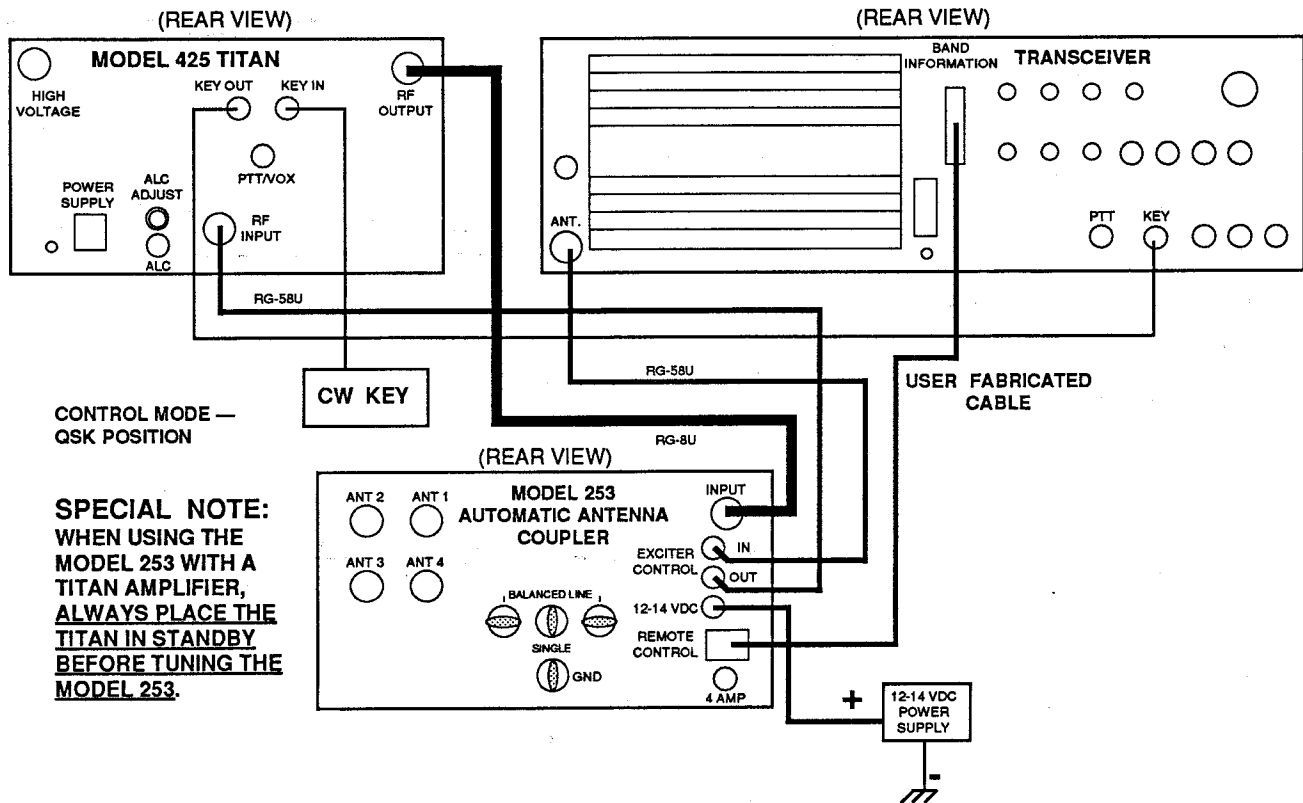 (REAR VIEW)
MODEL 425 TITAN
HIGH
VOLTAGE
KEY OUT
KEY IN
RF
OUTPUT
PTT/VOX
POWER
SUPPLY
ALC
ADJUST
ALC
RF
INPUT
(REAR VIEW)
BAND
INFORMATION
TRANSCEIVER
ANT.
PTT
KEY
RG-58U
RG-58U
RG-8U
CW KEY
USER FABRICATED
CABLE
CONTROL MODE —
QSK POSITION
SPECIAL NOTE:
WHEN USING THE
MODEL 253 WITH A
TITAN AMPLIFIER,
ALWAYS PLACE THE
TITAN IN STANDBY
BEFORE TUNING THE
MODEL 253.
(REAR VIEW)
ANT 2
ANT 1
MODEL 253
AUTOMATIC ANTENNA
COUPLER
INPUT
ANT 3
ANT 4
EXCITER
CONTROL
IN
OUT
BALANCED LINE
12-14 VDC
SINGLE
REMOTE
CONTROL
GND
4 AMP
+
12-14 VDC
POWER
SUPPLY
-